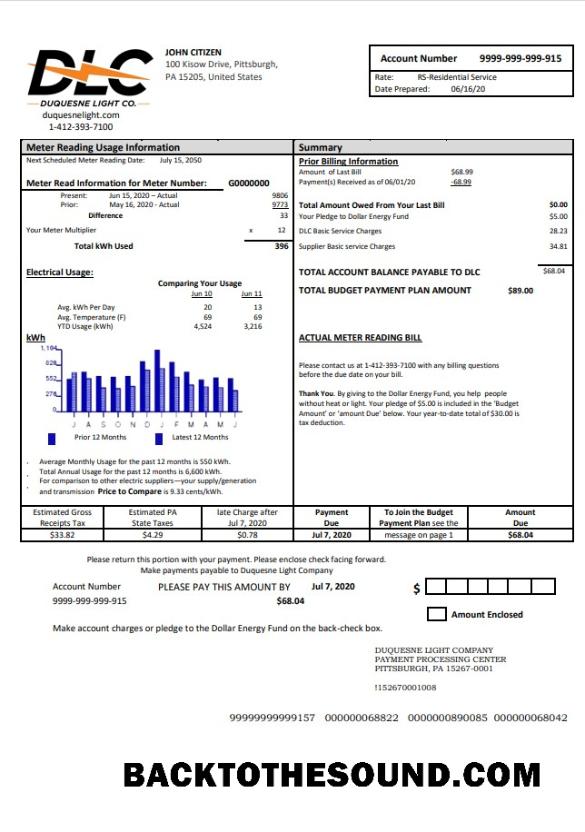 DLC
DUQUESNE LIGHT CO.
duquesnelight.com
1-412-393-7100
JOHN CITIZEN
100 Kisow Drive, Pittsburgh,
PA 15205, United States
Account Number 9999-999-999-915
Rate: RS-Residential Service
Date Prepared: 06/16/20
Meter Reading Usage Information
Next Scheduled Meter Reading Date: July 15, 2050
Meter Read Information for Meter Number: G0000000
Present: Jun 15, 2020 – Actual 9806
Prior: May 16, 2020 - Actual 9773
Difference 33
Your Meter Multiplier x 12
Total kWh Used 396
Electrical Usage:
Comparing Your Usage
Jun 10 Jun 11
Avg. kWh Per Day 20 13
Avg. Temperature (F) 69 69
YTD Usage (kWh) 4,524 3,216
kWh
1,104
828
552
276
0
J A S O N D J F M A M J
Prior 12 Months Latest 12 Months
. Average Monthly Usage for the past 12 months is 550 kWh.
. Total Annual Usage for the past 12 months is 6,600 kWh.
. For comparison to other electric suppliers—your supply/generation
. and transmission Price to Compare is 9.33 cents/kWh.
Summary
Prior Billing Information
Amount of Last Bill $68.99
Payment(s) Received as of 06/01/20 -68.99
Total Amount Owed From Your Last Bill $0.00
Your Pledge to Dollar Energy Fund $5.00
DLC Basic Service Charges 28.23
Supplier Basic service Charges 34.81
TOTAL ACCOUNT BALANCE PAYABLE TO DLC $68.04
TOTAL BUDGET PAYMENT PLAN AMOUNT $89.00
ACTUAL METER READING BILL
Please contact us at 1-412-393-7100 with any billing questions
before the due date on your bill.
Thank You. By giving to the Dollar Energy Fund, you help people
without heat or light. Your pledge of $5.00 is included in the 'Budget
Amount' or 'amount Due' below. Your year-to-date total of $30.00 is
tax deduction.
Estimated Gross Receipts Tax $33.82
Estimated PA State Taxes $4.29
late Charge after Jul 7, 2020 $0.78
Payment Due Jul 7, 2020
To Join the Budget Payment Plan see the message on page 1
Amount Due $68.04
Please return this portion with your payment. Please enclose check facing forward.
Make payments payable to Duquesne Light Company
Account Number PLEASE PAY THIS AMOUNT BY Jul 7, 2020 $
9999-999-999-915 $68.04
Amount Enclosed
Make account charges or pledge to the Dollar Energy Fund on the back-check box.
DUQUESNE LIGHT COMPANY
PAYMENT PROCESSING CENTER
PITTSBURGH, PA 15267-0001
!152670001008
99999999999157 000000068822 0000000890085 000000068042
BACKTOTHESOUND.COM